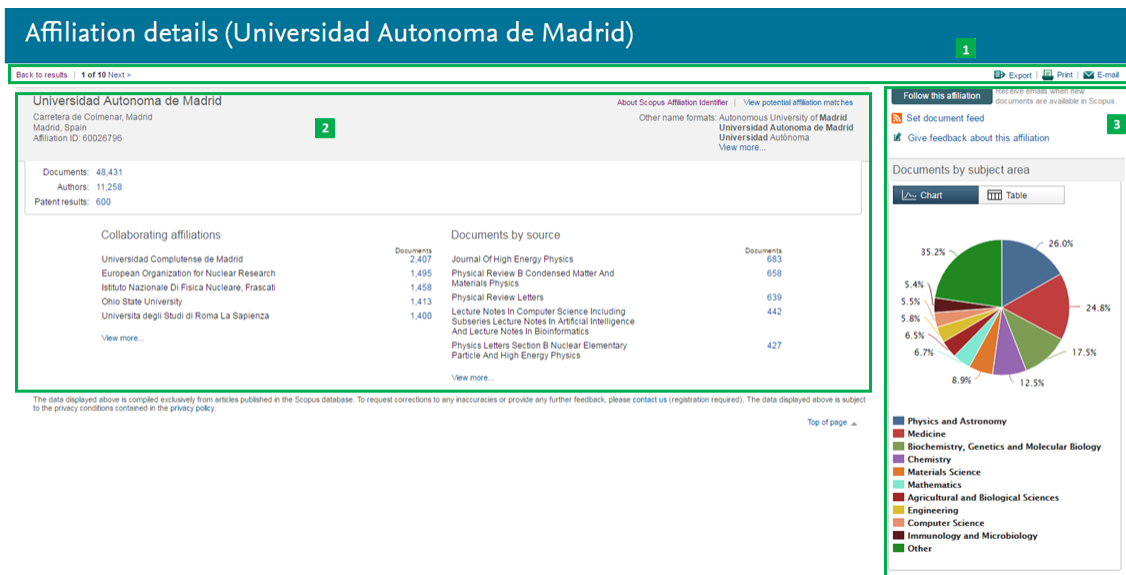 Affiliation details (Universidad Autonoma de Madrid)
1
Back to results | 1 of 10 Next >
Export | Print | E-mail
Universidad Autonoma de Madrid
Carretera de Colmenar, Madrid
Madrid, Spain
Affiliation ID: 60026796
2
About Scopus Affiliation Identifier | View potential affiliation matches
Other name formats: Autonomous University of Madrid
Universidad Autonoma de Madrid
Universidad Autónoma
View more...
Documents: 48,431
Authors: 11,258
Patent results: 600
Collaborating affiliations
Documents
Universidad Complutense de Madrid 2,407
European Organization for Nuclear Research 1,495
Istituto Nazionale Di Fisica Nucleare, Frascati 1,458
Ohio State University 1,413
Universita degli Studi di Roma La Sapienza 1,400
View more...
Documents by source
Documents
Journal Of High Energy Physics 683
Physical Review B Condensed Matter And 658
Materials Physics
Physical Review Letters 639
Lecture Notes In Computer Science Including 442
Subseries Lecture Notes In Artificial Intelligence
And Lecture Notes In Bioinformatics
Physics Letters Section B Nuclear Elementary 427
Particle And High Energy Physics
View more...
The data displayed above is compiled exclusively from articles published in the Scopus database. To request corrections to any inaccuracies or provide any further feedback, please contact us (registration required). The data displayed above is subject
to the privacy conditions contained in the privacy policy.
Top of page
Follow this affiliation
Receive emails when new
documents are available in Scopus.
3
Set document feed
Give feedback about this affiliation
Documents by subject area
Chart
Table
35.2%
26.0%
5.4%
5.5%
24.8%
5.8%
6.5%
6.7%
17.5%
8.9%
12.5%
Physics and Astronomy
Medicine
Biochemistry, Genetics and Molecular Biology
Chemistry
Materials Science
Mathematics
Agricultural and Biological Sciences
Engineering
Computer Science
Immunology and Microbiology
Other